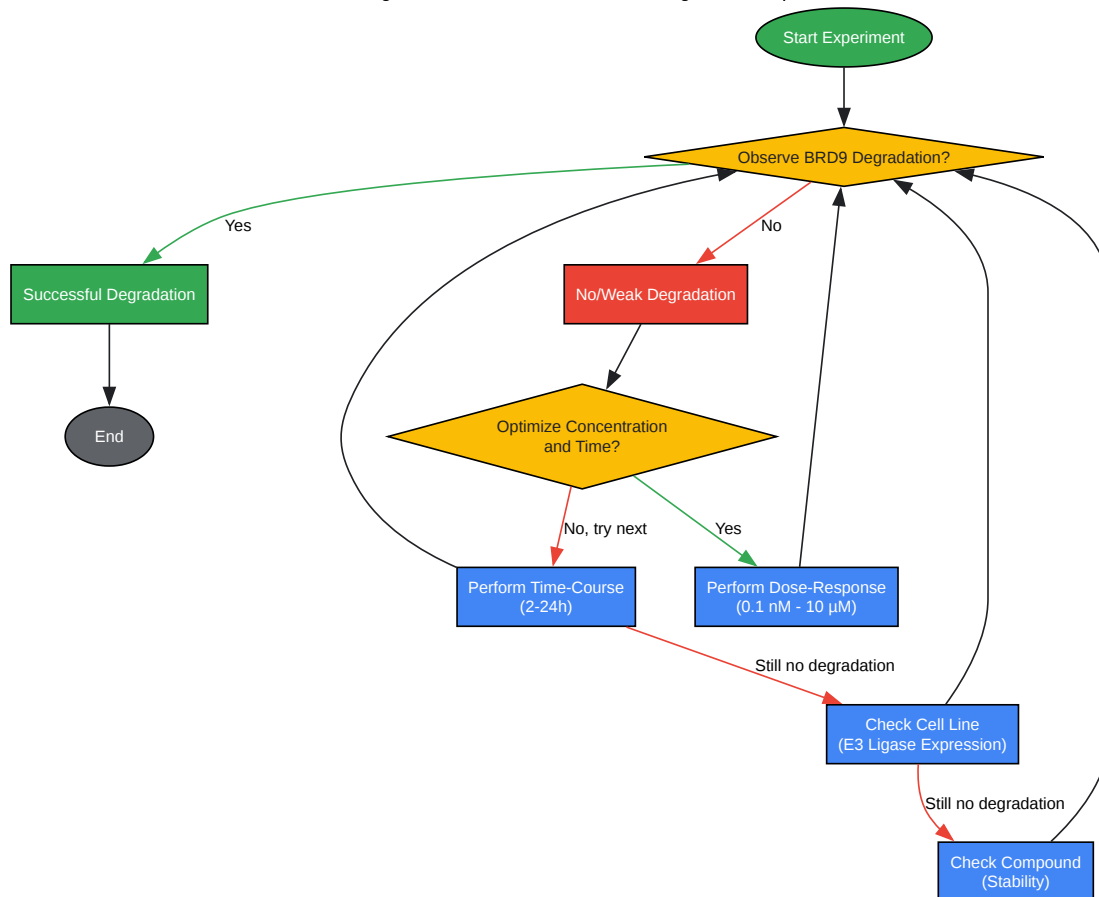 Start Experiment
Observe BRD9 Degradation?
Yes
No
Successful Degradation
No/Weak Degradation
End
Optimize Concentration
and Time?
No, try next
Yes
Perform Time-Course
(2-24h)
Perform Dose-Response
(0.1 nM - 10 µM)
Still no degradation
Check Cell Line
(E3 Ligase Expression)
Still no degradation
Check Compound
(Stability)